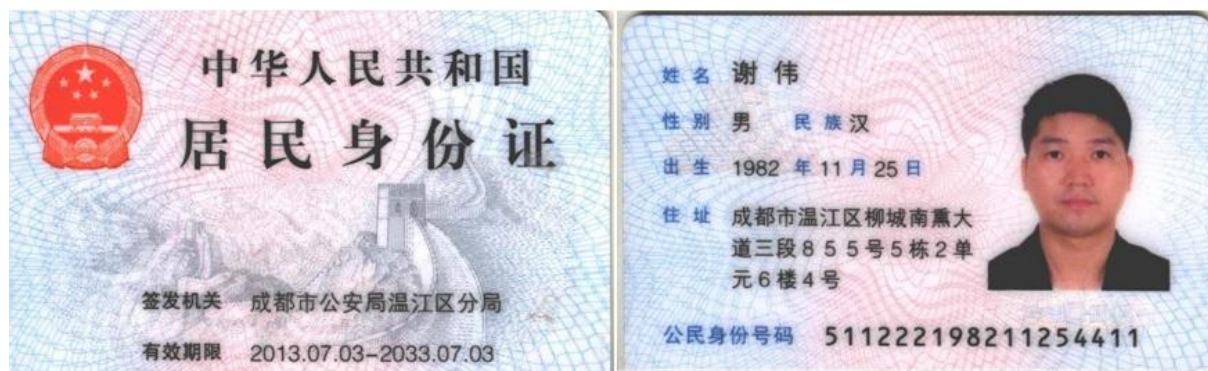 中华人民共和国
居民身份证
签发机关 成都市公安局温江区分局
有效期限 2013.07.03-2033.07.03
姓名 谢伟
性别 男 民族 汉
出生 1982 年 11 月 25 日
住址 成都市温江区柳城南熏大
道三段855号5栋2单
元6楼4号
公民身份号码 511222198211254411